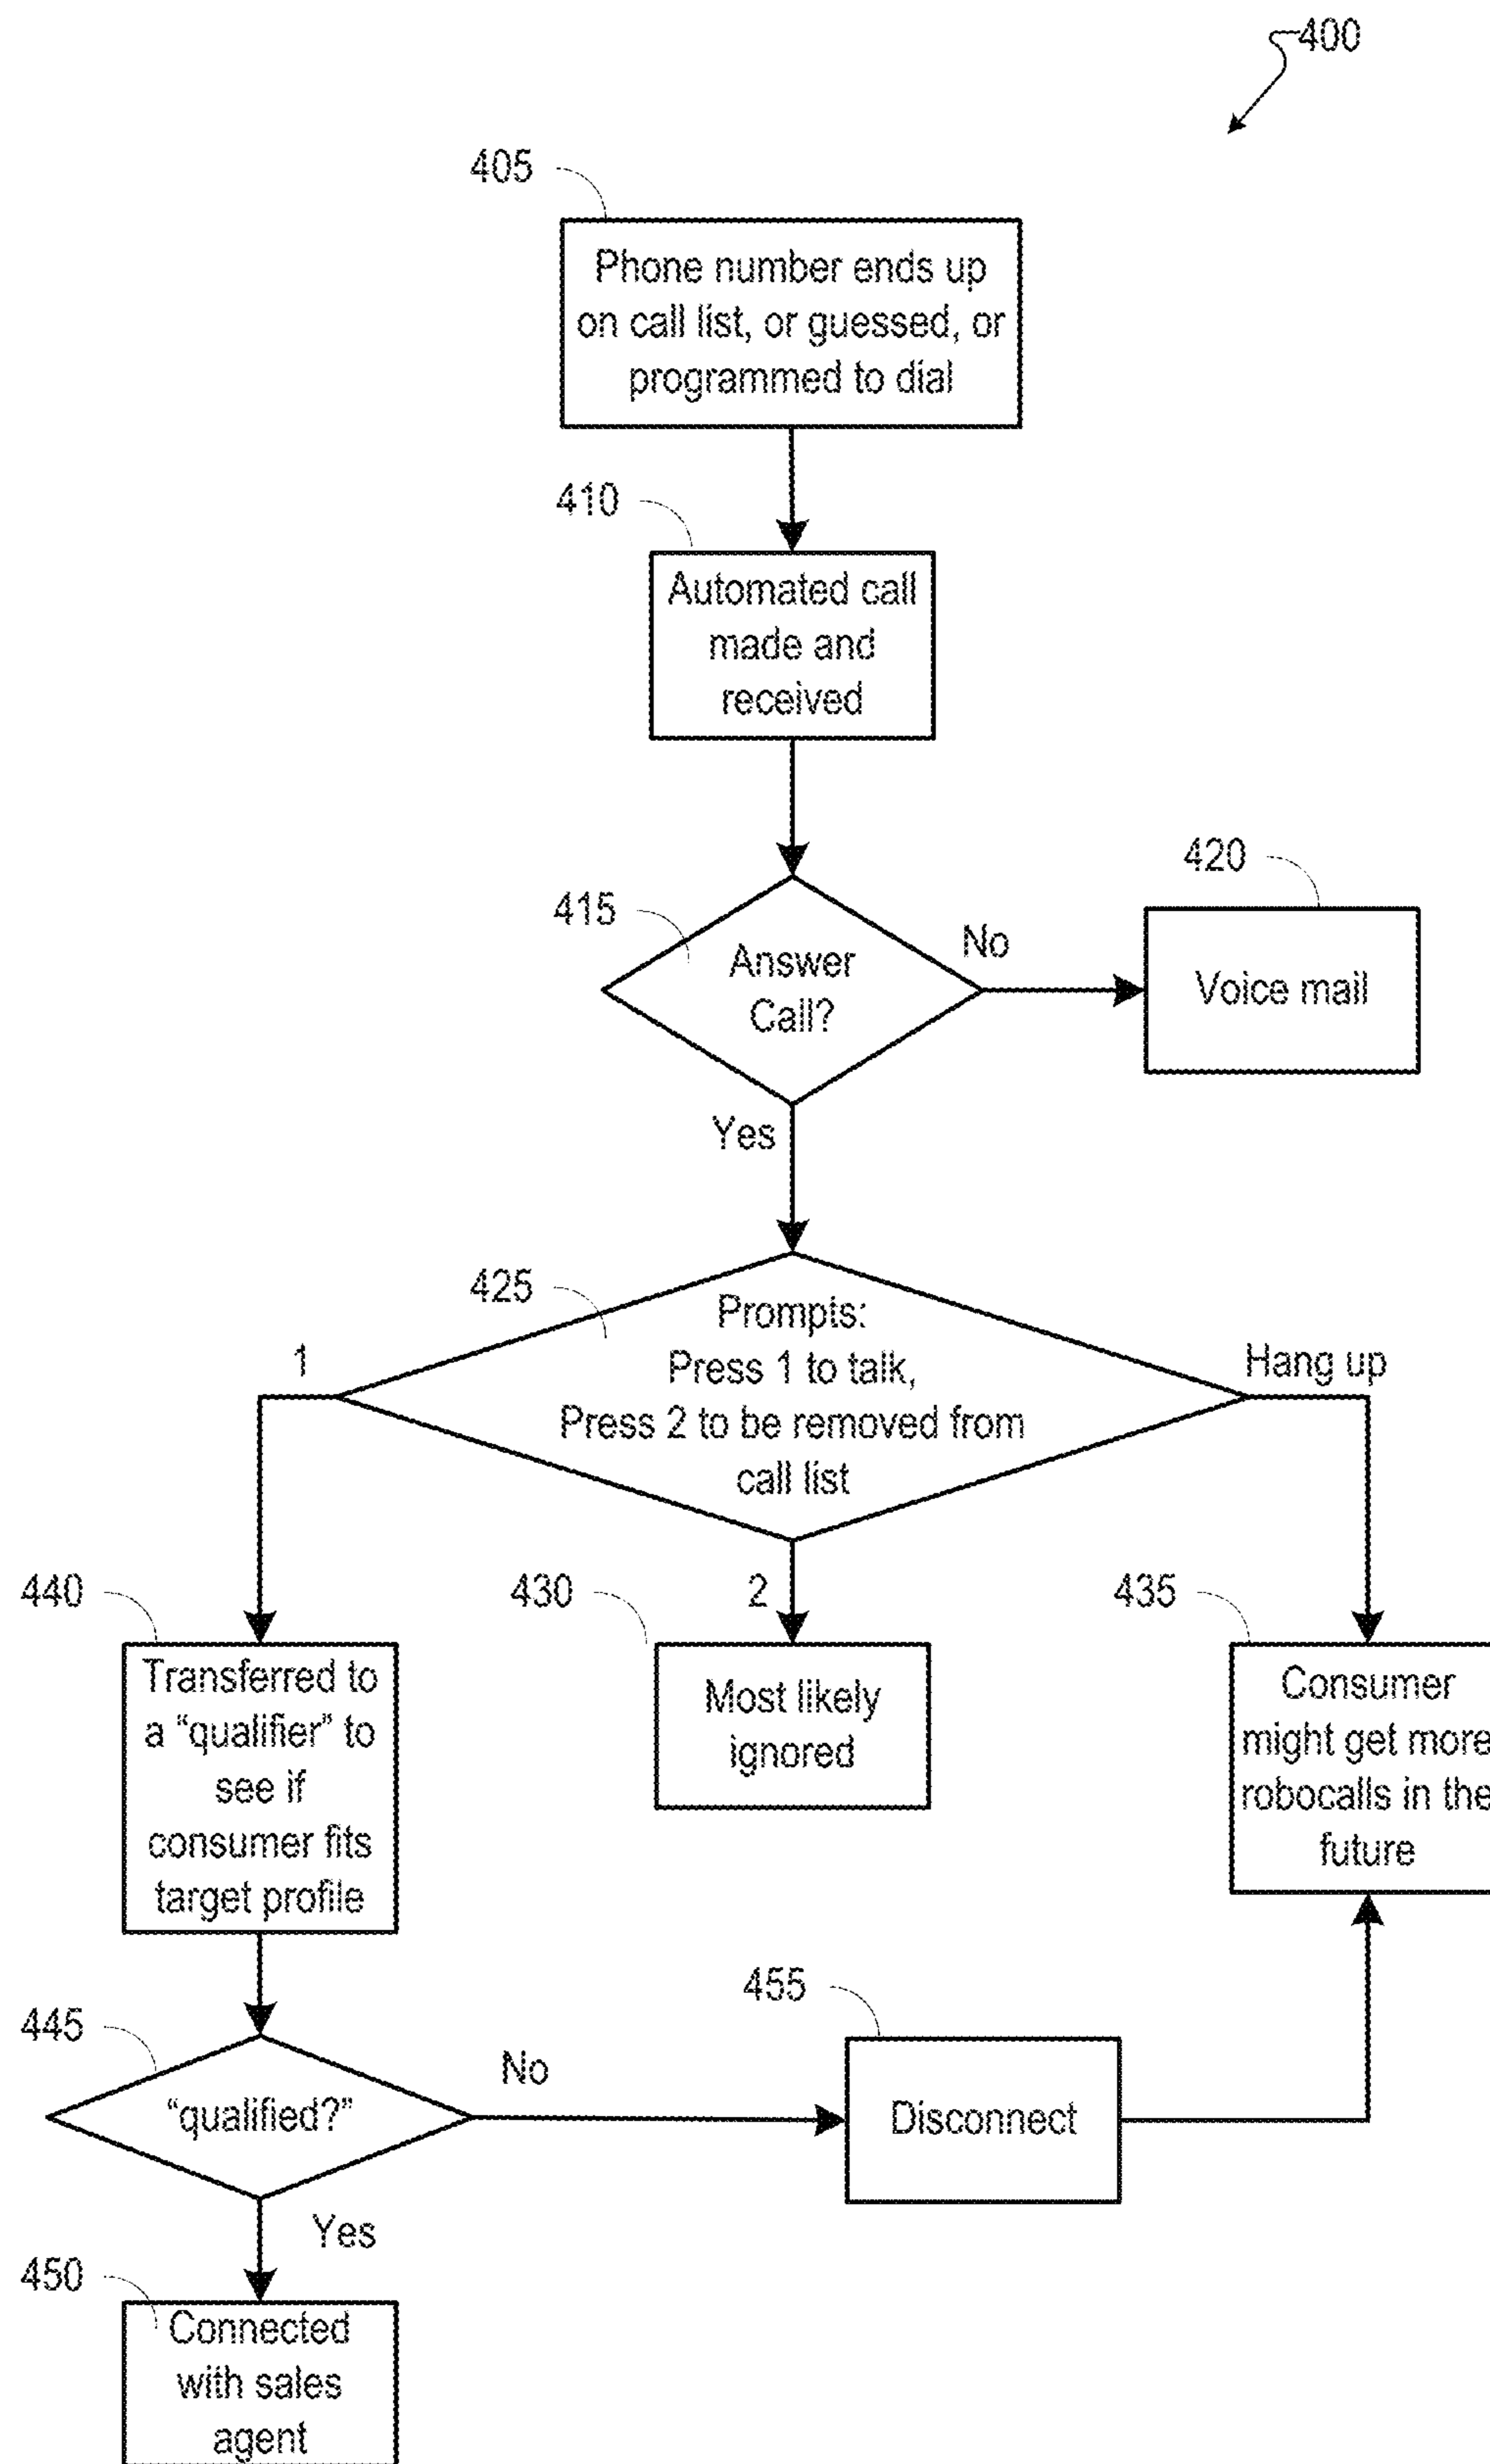 400
405
Phone number ends up
on call list, or guessed, or
programmed to dial
410
Automated call
made and
received
415
Answer
Call?
No
420
Voice mail
Yes
425
Prompts:
Press 1 to talk,
Press 2 to be removed from
call list
1
Hang up
2
440
Transferred to
a “qualifier” to
see if
consumer fits
target profile
430
Most likely
ignored
435
Consumer
might get more
robocalls in the
future
445
“qualified?”
No
455
Disconnect
Yes
450
Connected
with sales
agent